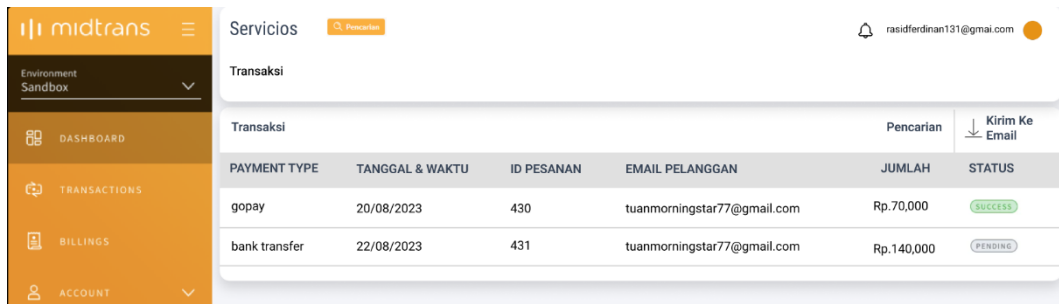 midtrans
Servicios
Pencarian
rasidferdinan131@gmai.com
Environment
Sandbox
Transaksi
DASHBOARD
TRANSACTIONS
BILLINGS
ACCOUNT
Transaksi
Pencarian
Kirim Ke
Email
PAYMENT TYPE TANGGAL & WAKTU ID PESANAN EMAIL PELANGGAN JUMLAH STATUS
gopay 20/08/2023 430 tuanmorningstar77@gmail.com Rp.70,000 SUCCESS
bank transfer 22/08/2023 431 tuanmorningstar77@gmail.com Rp.140,000 PENDING